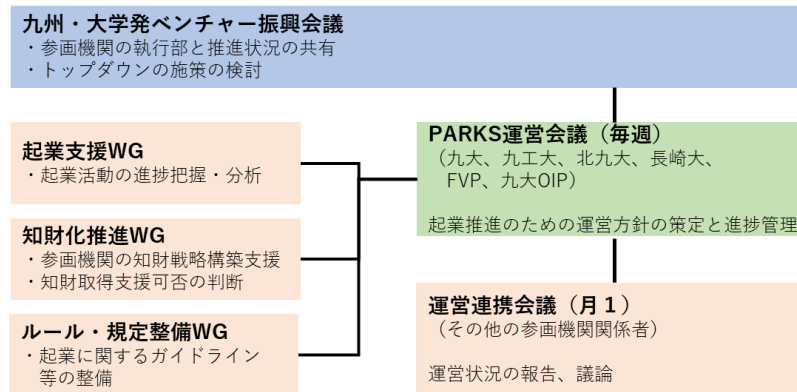 九州・大学発ベンチャー振興会議
・参画機関の執行部と推進状況の共有
・トップダウンの施策の検討
起業支援WG
・起業活動の進捗把握・分析
知財化推進WG
・参画機関の知財戦略構築支援
・知財取得支援可否の判断
ルール・規定整備WG
・起業に関するガイドライン
等の整備
PARKS運営会議（毎週）
（九大、九工大、北九大、長崎大、
FVP、九大OIP）
起業推進のための運営方針の策定と進捗管理
運営連携会議（月１）
（その他の参画機関関係者）
運営状況の報告、議論